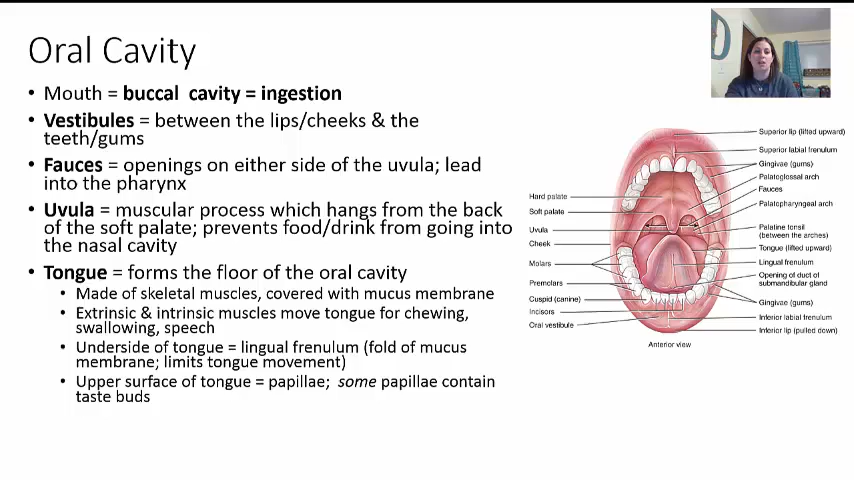 Oral Cavity
• Mouth = buccal cavity = ingestion
• Vestibules = between the lips/cheeks & the
teeth/gums
• Fauces = openings on either side of the uvula; lead
into the pharynx
• Uvula = muscular process which hangs from the back
of the soft palate; prevents food/drink from going into
the nasal cavity
• Tongue = forms the floor of the oral cavity
• Made of skeletal muscles, covered with mucus membrane
• Extrinsic & intrinsic muscles move tongue for chewing,
swallowing, speech
• Underside of tongue = lingual frenulum (fold of mucus
membrane; limits tongue movement)
• Upper surface of tongue = papillae; some papillae contain
taste buds
Hard palate
Soft palate
Uvula
Cheek
Molars
Premolars
Cuspid (canine)
Incisors
Oral vestibule
Superior lip (lifted upward)
Superior labial frenulum
Gingivae (gums)
Palatoglossal arch
Fauces
Palatopharyngeal arch
Palatine tonsil
(between the arches)
Tongue (lifted upward)
Lingual frenulum
Opening of duct of
submandibular gland
Gingivae (gums)
Inferior labial frenulum
Inferior lip (pulled down)
Anterior view
D